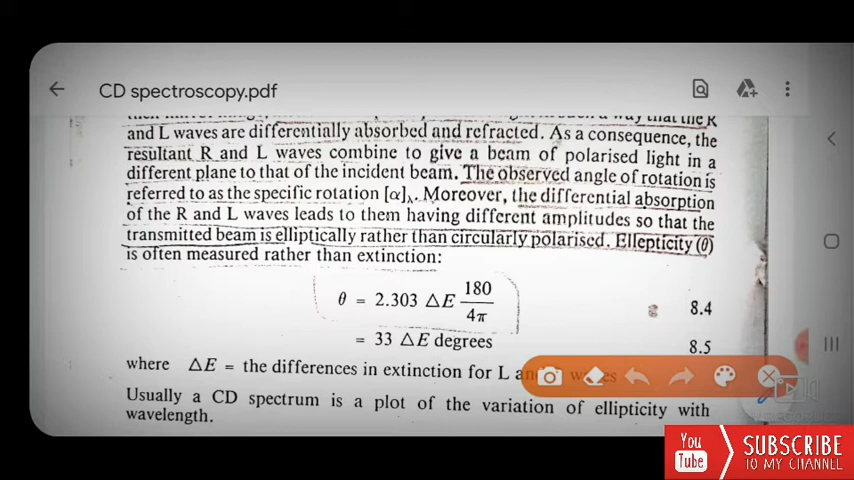 CD spectroscopy.pdf
way that the R
and L waves are differentially absorbed and refracted. As a consequence, the
resultant R and L waves combine to give a beam of polarised light in a
different plane to that of the incident beam. The observed angle of rotation is
referred to as the specific rotation [α]λ. Moreover, the differential absorption
of the R and L waves leads to them having different amplitudes so that the
transmitted beam is elliptically rather than circularly polarised. Ellepticity (θ)
is often measured rather than extinction:
θ = 2.303 △E 180/4π 8.4
= 33 △E degrees 8.5
where △E = the differences in extinction for L
Usually a CD spectrum is a plot of the variation of ellipticity with
wavelength.
You
Tube
SUBSCRIBE
TO MY CHANNEL